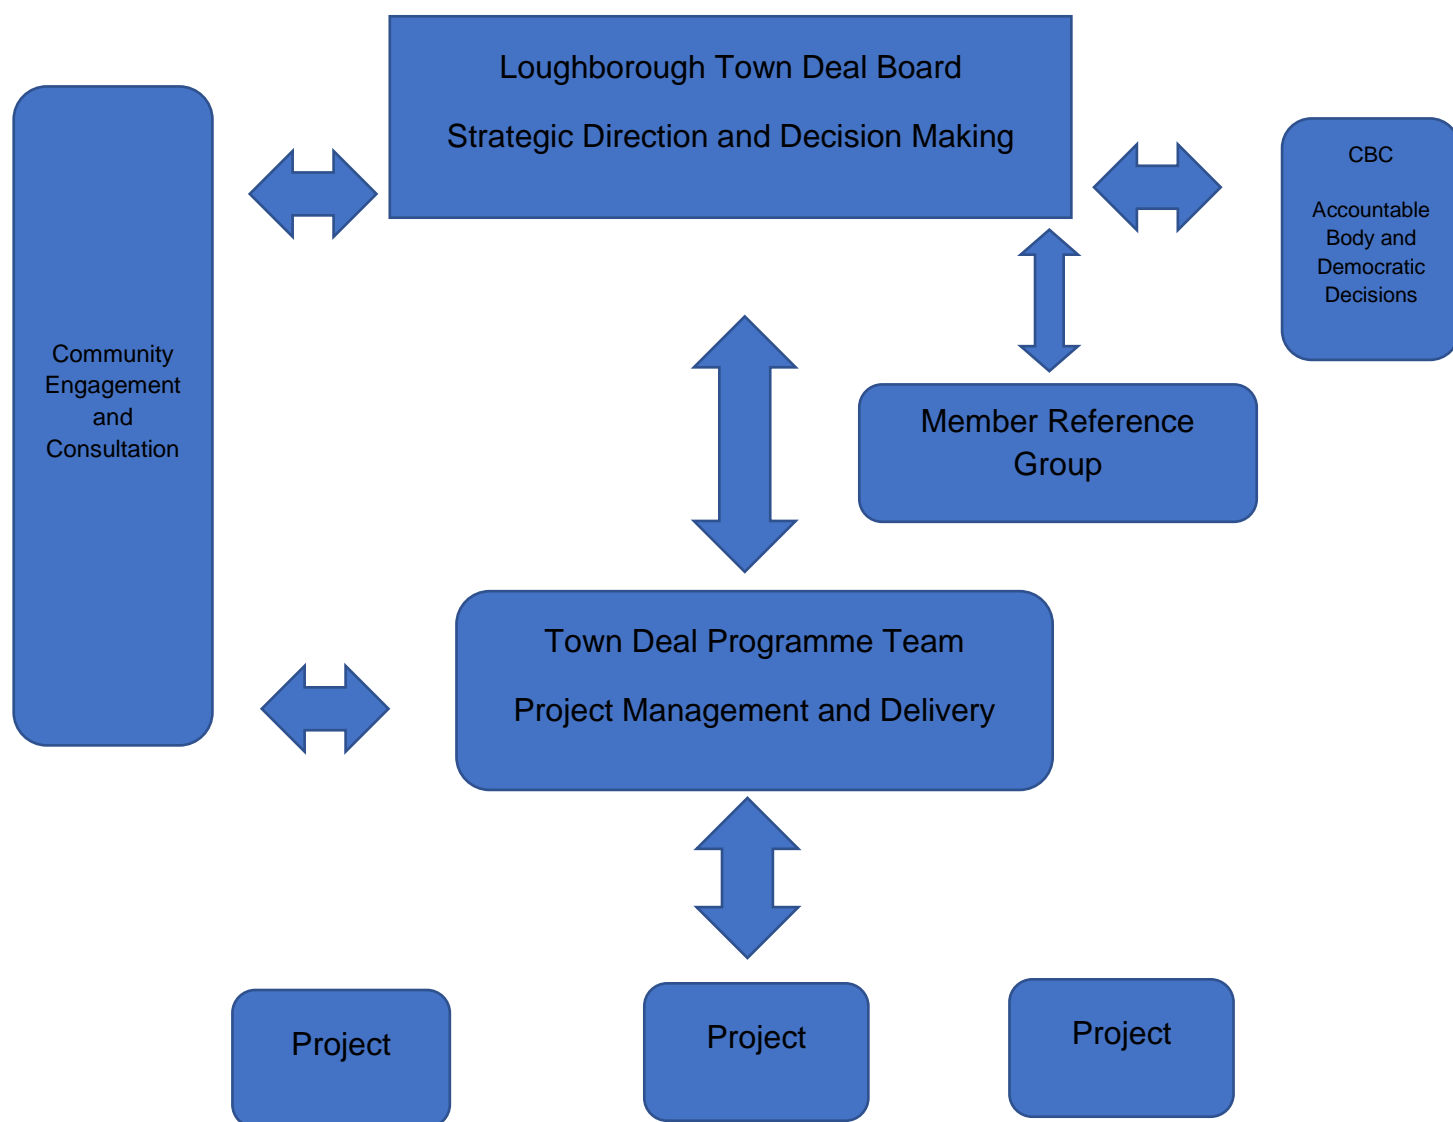 Loughborough Town Deal Board
Strategic Direction and Decision Making
CBC
Accountable
Body and
Democratic
Decisions
Community
Engagement
and
Consultation
Member Reference
Group
Town Deal Programme Team
Project Management and Delivery
Project
Project
Project